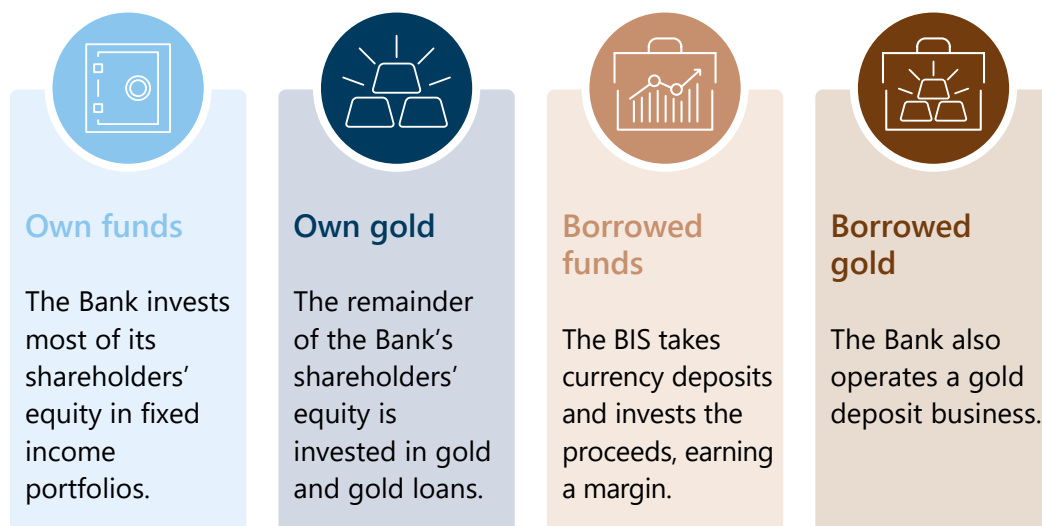 Own funds
The Bank invests
most of its
shareholders’
equity in fixed
income
portfolios.
Own gold
The remainder
of the Bank’s
shareholders’
equity is
invested in gold
and gold loans.
Borrowed
funds
The BIS takes
currency deposits
and invests the
proceeds, earning
a margin.
Borrowed
gold
The Bank also
operates a gold
deposit business.